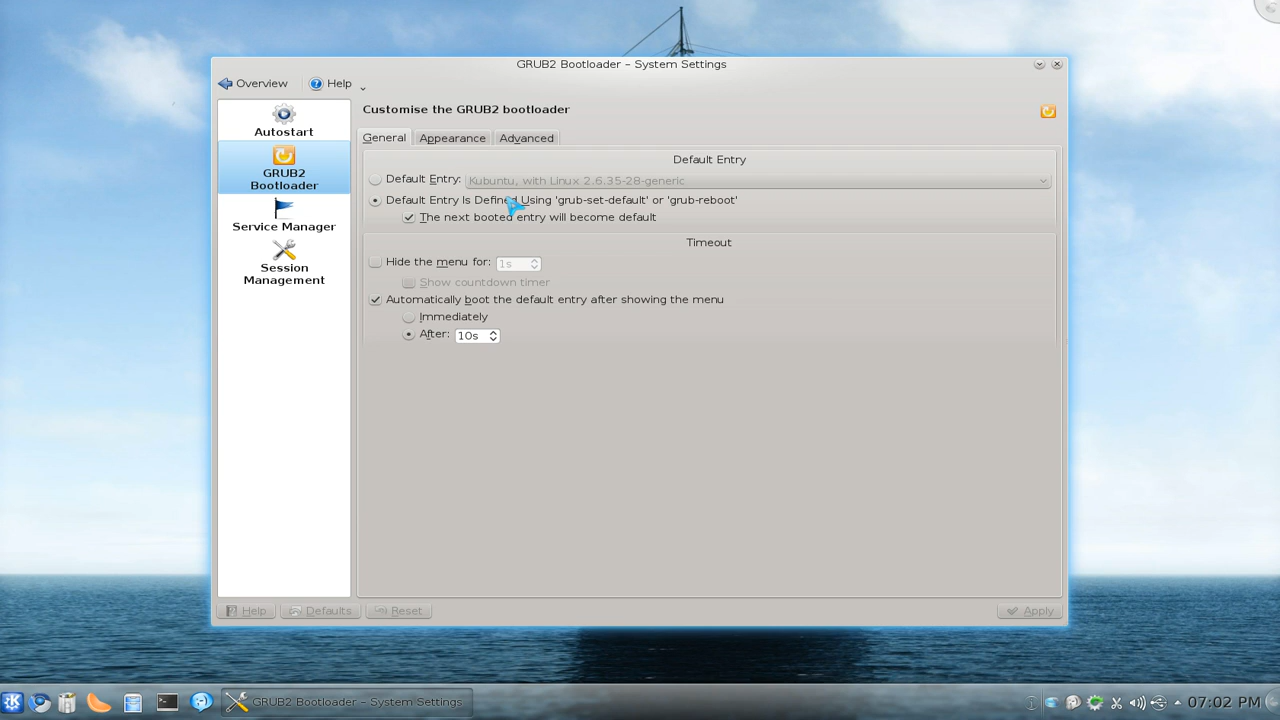 GRUB2 Bootloader – System Settings
Overview
Help
Customise the GRUB2 bootloader
Autostart
GRUB2
Bootloader
Service Manager
Session
Management
General
Appearance
Advanced
Default Entry
Default Entry:
Kubuntu, with Linux 2.6.35-28-generic
Default Entry Is Defined Using 'grub-set-default' or 'grub-reboot'
The next booted entry will become default
Timeout
Hide the menu for:
1s
Show countdown timer
Automatically boot the default entry after showing the menu
Immediately
After:
10s
Help
Defaults
Reset
Apply
GRUB2 Bootloader – System Settings
07:02 PM